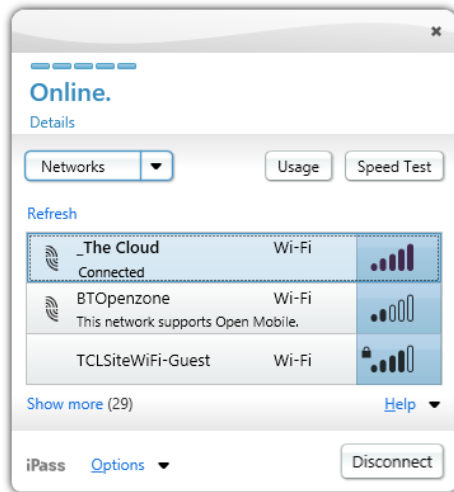 Online.
Details
Networks Usage Speed Test
Refresh
_The Cloud Wi-Fi
Connected
BTOpenzone Wi-Fi
This network supports Open Mobile.
TCLSiteWiFi-Guest Wi-Fi
Show more (29) Help
iPass Options Disconnect